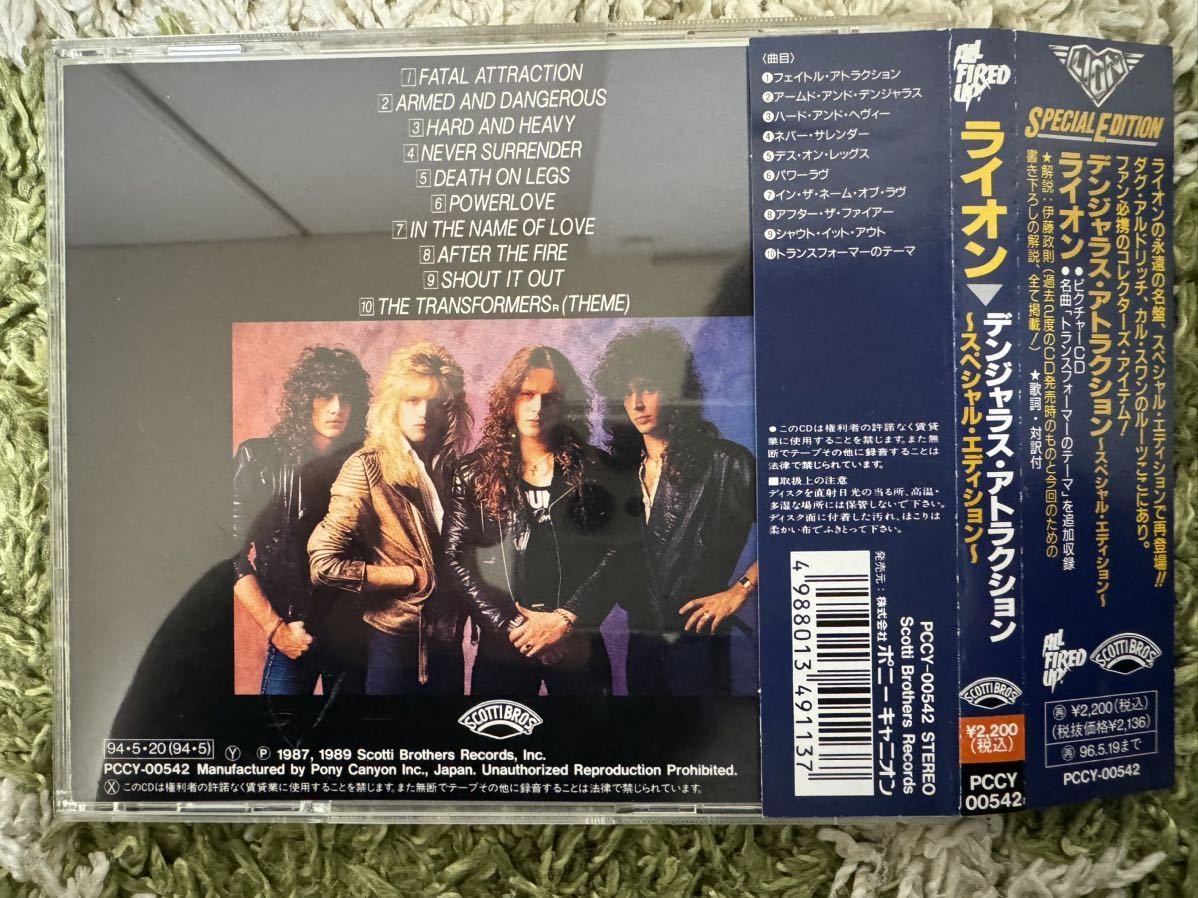 1 FATAL ATTRACTION
2 ARMED AND DANGEROUS
3 HARD AND HEAVY
4 NEVER SURRENDER
5 DEATH ON LEGS
6 POWERLOVE
7 IN THE NAME OF LOVE
8 AFTER THE FIRE
9 SHOUT IT OUT
10 THE TRANSFORMERS R (THEME)
SCOTTI BROS.
94・5・20(94・5) Ⓨ Ⓟ 1987, 1989 Scotti Brothers Records, Inc.
PCCY-00542 Manufactured by Pony Canyon Inc., Japan. Unauthorized Reproduction Prohibited.
Ⓧ このCDは権利者の許諾なく賃貸業に使用することを禁じます。また無断でテープその他に録音することは法律で禁じられています。
〈曲目〉
❶フェイトル・アトラクション
❷アームド・アンド・デンジャラス
❸ハード・アンド・ヘヴィー
❹ネバー・サレンダー
❺デス・オン・レッグス
❻パワーラヴ
❼イン・ザ・ネーム・オブ・ラヴ
❽アフター・ザ・ファイアー
❾シャウト・イット・アウト
❿トランスフォーマーのテーマ
●このCDは権利者の許諾なく賃貸
業に使用することを禁じます。また無
断でテープその他に録音することは
法律で禁じられています。
■取扱上の注意
ディスクを直射日光の当る所、高温・
多湿な場所には保管しないで下さい。
ディスク面に付着した汚れ、ほこりは
柔かい布でふきとって下さい。
4 988013 491137
発売元:株式会社 ポニーキャニオン
Scotti Brothers Records
PCCY-00542 STEREO
ALL FIRED UP
ライオン▼デンジャラス・アトラクション
〜スペシャル・エディション〜
SCOTTI BROS.
¥2,200
(税込)
PCCY
00542
LION
SPECIAL EDITION
ライオンの永遠の名盤、スペシャル・エディションで再登場!!
ダグ・アルドリッチ、カル・スワンのルーツここにあり。
ファン必携のコレクターズ・アイテム!
デンジャラス・アトラクション〜スペシャル・エディション〜
ライオン
●ピクチャーCD
●名曲「トランスフォーマーのテーマ」を追加収録
★解説:伊藤政則(過去2度のCD発売時のものと今回のための
書き下ろしの解説、全て掲載!) ★歌詞・対訳付
ALL FIRED UP
SCOTTI BROS.
再 ¥2,200(税込)
(税抜価格¥2,136)
再 96.5.19まで
PCCY-00542